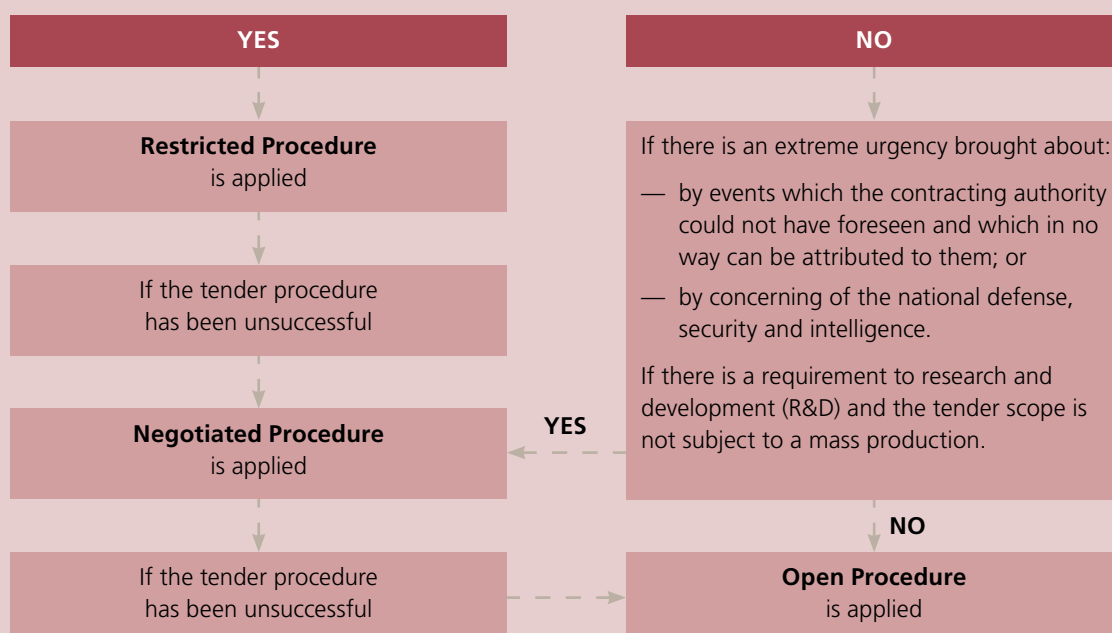 YES
Restricted Procedure
is applied
If the tender procedure
has been unsuccessful
Negotiated Procedure
is applied
If the tender procedure
has been unsuccessful
YES
NO
If there is an extreme urgency brought about:
— by events which the contracting authority
could not have foreseen and which in no
way can be attributed to them; or
— by concerning of the national defense,
security and intelligence.
If there is a requirement to research and
development (R&D) and the tender scope is
not subject to a mass production.
NO
Open Procedure
is applied